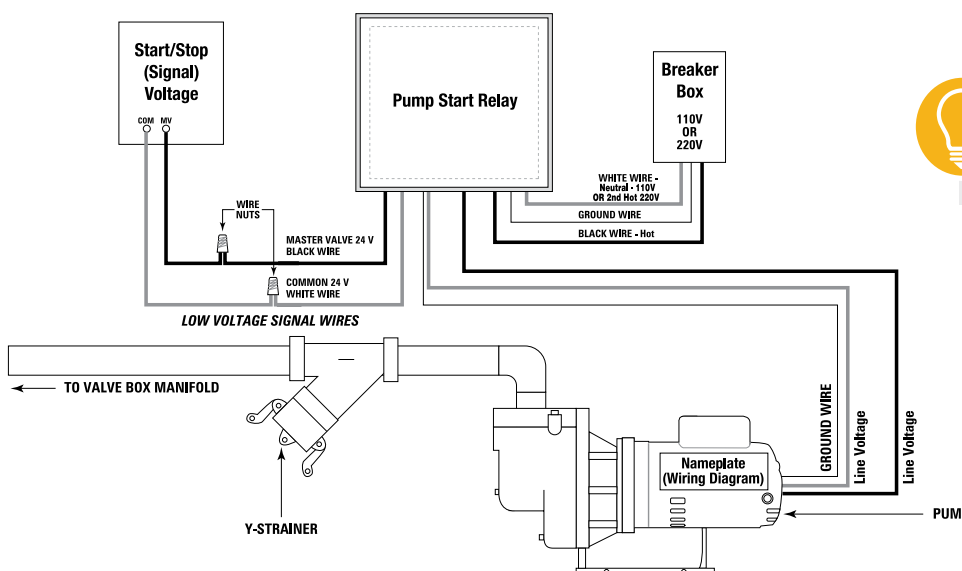 Start/Stop
(Signal)
Voltage
COM MV
Pump Start Relay
Breaker
Box
110V
OR
220V
WHITE WIRE -
Neutral - 110V
OR 2nd Hot 220V
GROUND WIRE
BLACK WIRE - Hot
WIRE
NUTS
MASTER VALVE 24 V
BLACK WIRE
COMMON 24 V
WHITE WIRE
LOW VOLTAGE SIGNAL WIRES
TO VALVE BOX MANIFOLD
Y-STRAINER
Nameplate
(Wiring Diagram)
GROUND WIRE
Line Voltage
Line Voltage
PUM